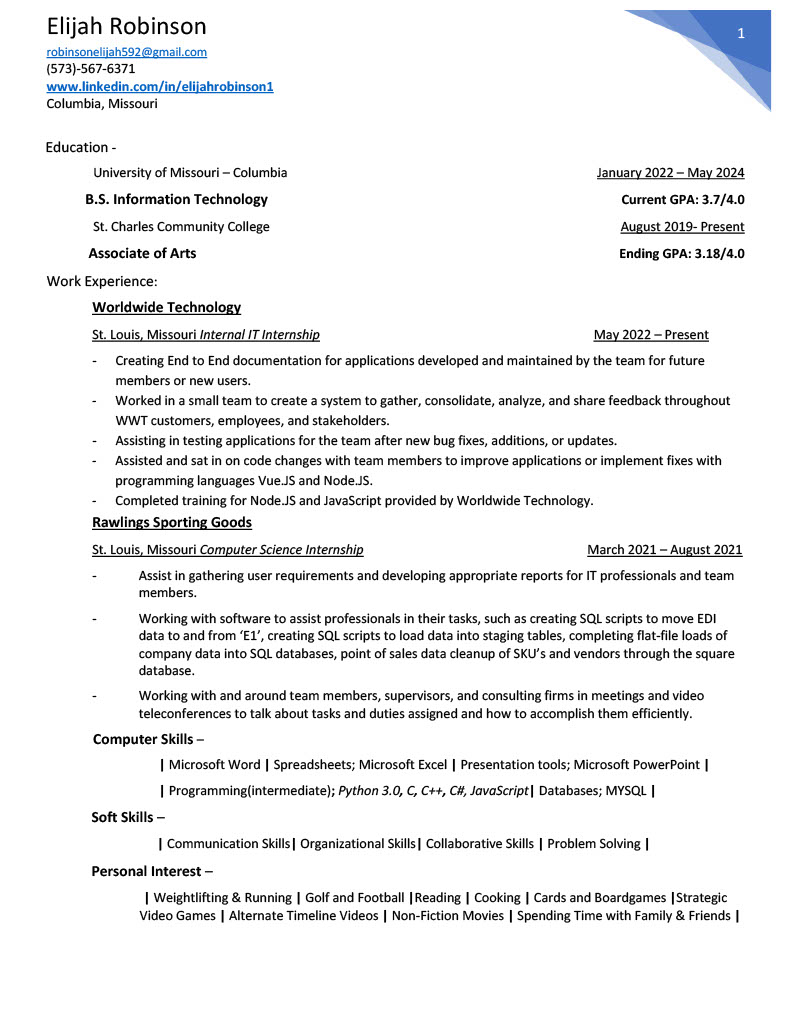 Elijah Robinson
1
robinsonelijah592@gmail.com
(573)-567-6371
www.linkedin.com/in/elijahrobinson1
Columbia, Missouri
Education -
University of Missouri – Columbia January 2022 – May 2024
B.S. Information Technology Current GPA: 3.7/4.0
St. Charles Community College August 2019- Present
Associate of Arts Ending GPA: 3.18/4.0
Work Experience:
Worldwide Technology
St. Louis, Missouri Internal IT Internship May 2022 – Present
- Creating End to End documentation for applications developed and maintained by the team for future
members or new users.
- Worked in a small team to create a system to gather, consolidate, analyze, and share feedback throughout
WWT customers, employees, and stakeholders.
- Assisting in testing applications for the team after new bug fixes, additions, or updates.
- Assisted and sat in on code changes with team members to improve applications or implement fixes with
programming languages Vue.JS and Node.JS.
- Completed training for Node.JS and JavaScript provided by Worldwide Technology.
Rawlings Sporting Goods
St. Louis, Missouri Computer Science Internship March 2021 – August 2021
- Assist in gathering user requirements and developing appropriate reports for IT professionals and team
members.
- Working with software to assist professionals in their tasks, such as creating SQL scripts to move EDI
data to and from ‘E1’, creating SQL scripts to load data into staging tables, completing flat-file loads of
company data into SQL databases, point of sales data cleanup of SKU’s and vendors through the square
database.
- Working with and around team members, supervisors, and consulting firms in meetings and video
teleconferences to talk about tasks and duties assigned and how to accomplish them efficiently.
Computer Skills –
| Microsoft Word | Spreadsheets; Microsoft Excel | Presentation tools; Microsoft PowerPoint |
| Programming(intermediate); Python 3.0, C, C++, C#, JavaScript| Databases; MYSQL |
Soft Skills –
| Communication Skills| Organizational Skills| Collaborative Skills | Problem Solving |
Personal Interest –
| Weightlifting & Running | Golf and Football |Reading | Cooking | Cards and Boardgames |Strategic
Video Games | Alternate Timeline Videos | Non-Fiction Movies | Spending Time with Family & Friends |